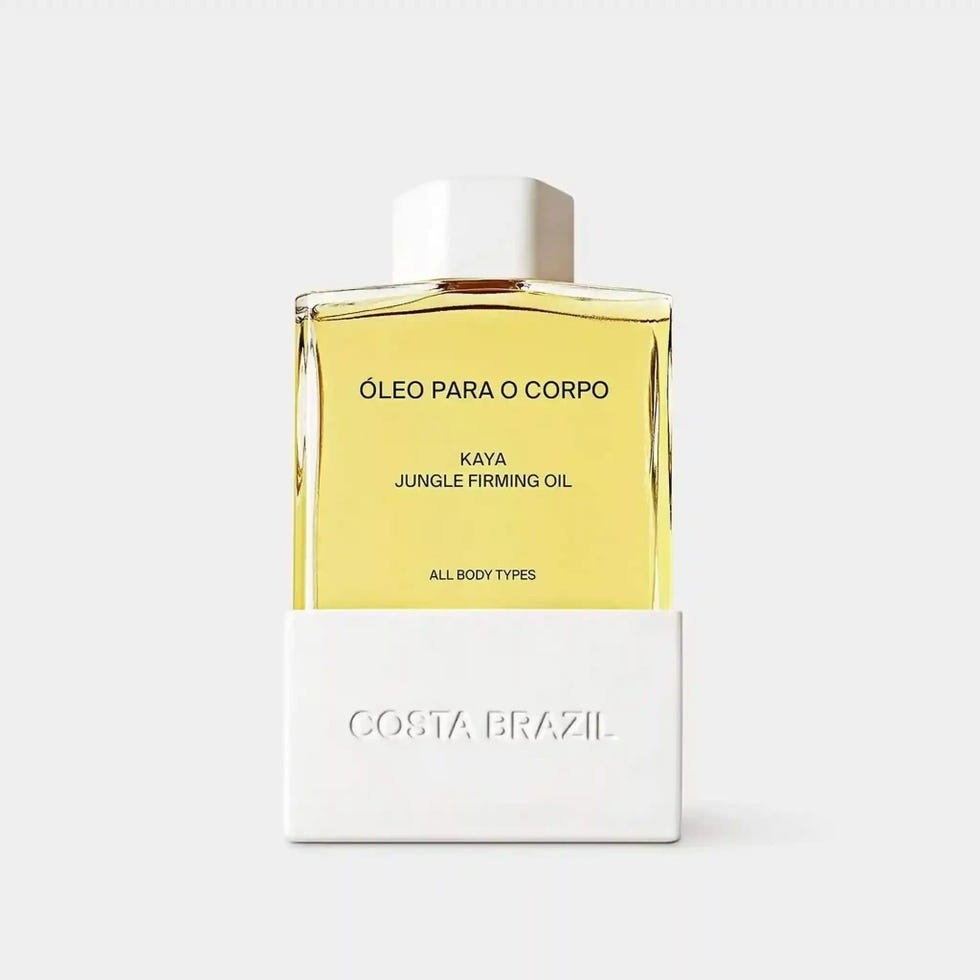 ÓLEO PARA O CORPO
KAYA
JUNGLE FIRMING OIL
ALL BODY TYPES
COSTA BRAZIL